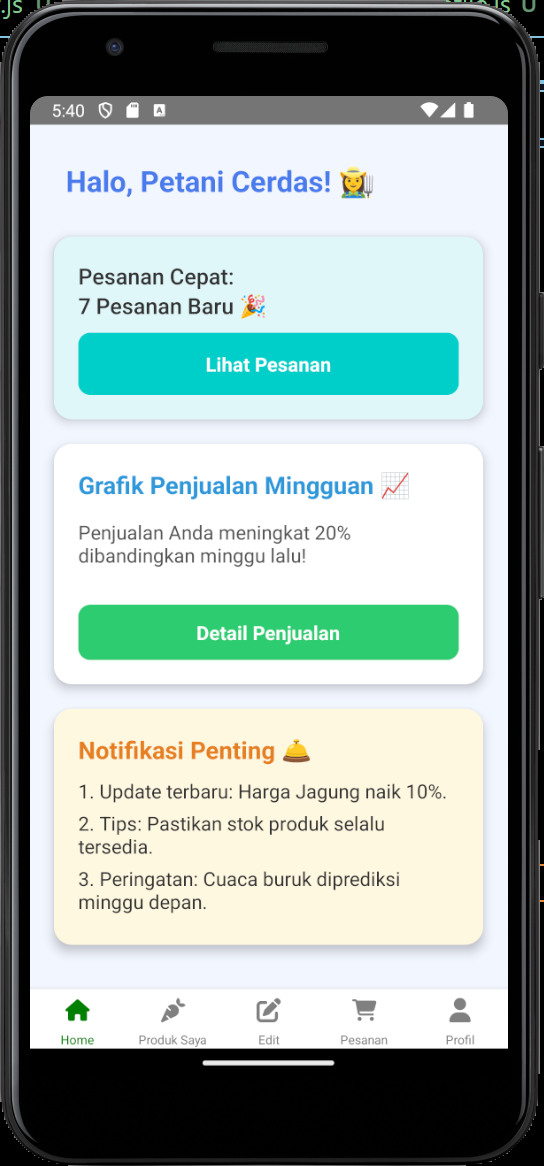 5:40
Halo, Petani Cerdas! 👩‍🌾
Pesanan Cepat:
7 Pesanan Baru 🎉
Lihat Pesanan
Grafik Penjualan Mingguan 📈
Penjualan Anda meningkat 20%
dibandingkan minggu lalu!
Detail Penjualan
Notifikasi Penting 🛎️
1. Update terbaru: Harga Jagung naik 10%.
2. Tips: Pastikan stok produk selalu
tersedia.
3. Peringatan: Cuaca buruk diprediksi
minggu depan.
Home
Produk Saya
Edit
Pesanan
Profil